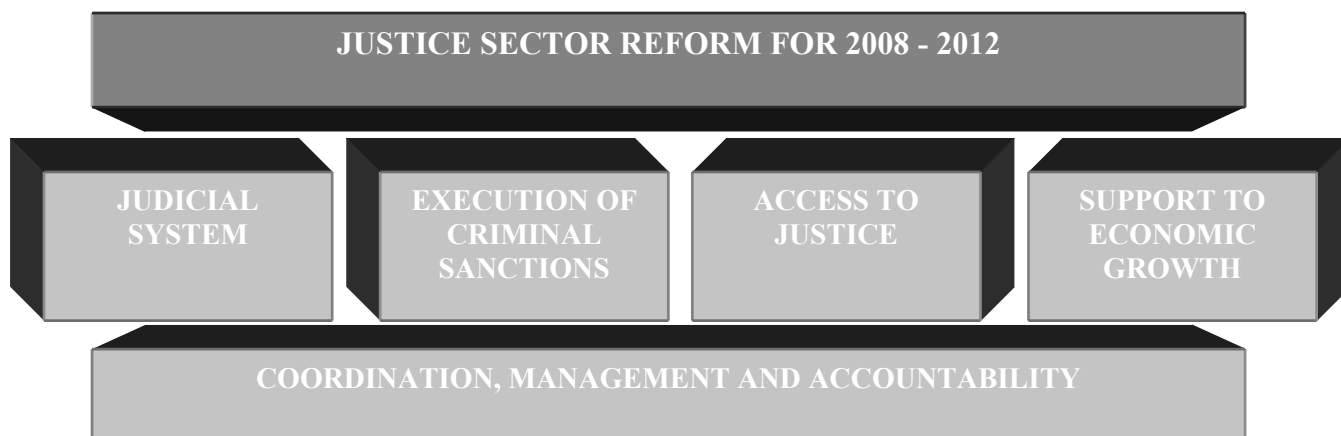 JUSTICE SECTOR REFORM FOR 2008 - 2012
JUDICIAL
SYSTEM
EXECUTION OF
CRIMINAL
SANCTIONS
ACCESS TO
JUSTICE
SUPPORT TO
ECONOMIC
GROWTH
COORDINATION, MANAGEMENT AND ACCOUNTABILITY